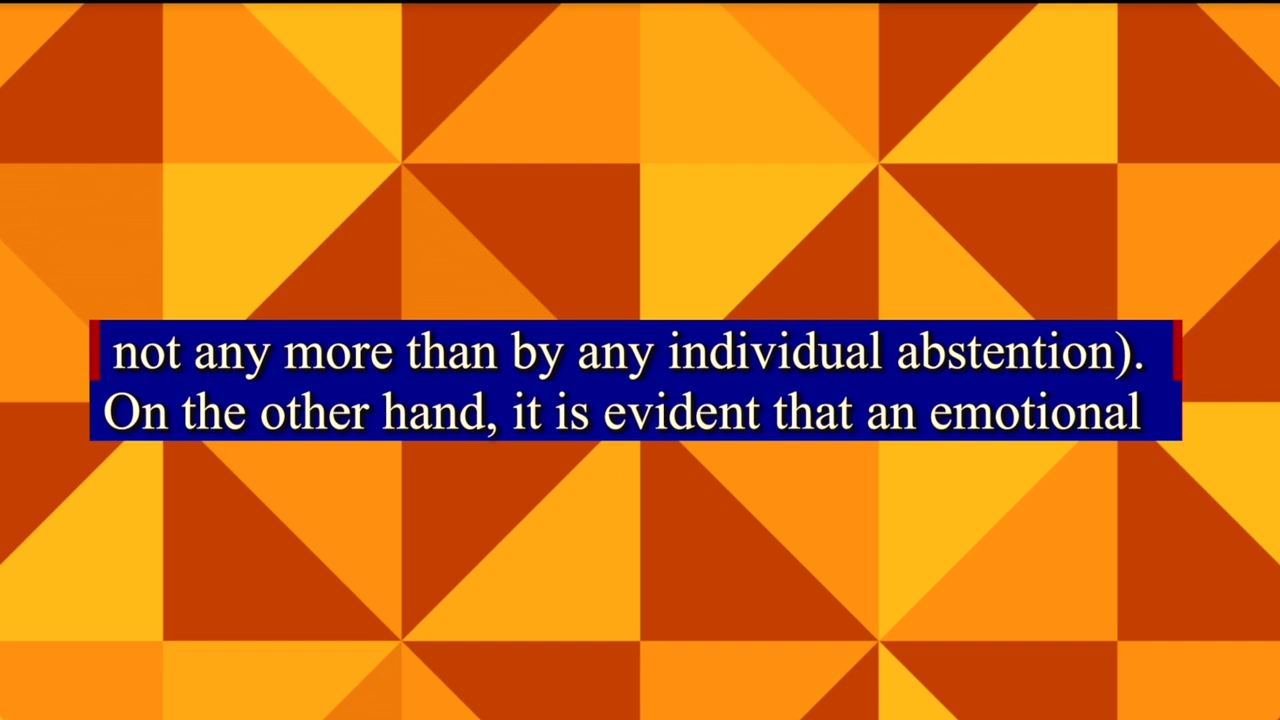 not any more than by any individual abstention).
On the other hand, it is evident that an emotional